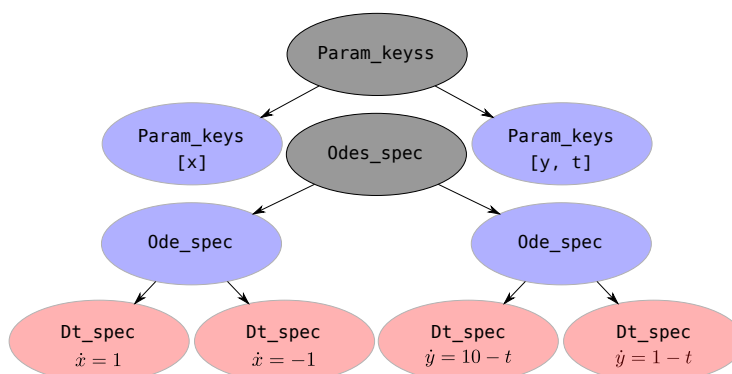 Param_keyss
Param_keys
[x]
Param_keys
[y, t]
Odes_spec
Ode_spec
Ode_spec
Dt_spec
ẋ = 1
Dt_spec
ẋ = −1
Dt_spec
ẏ = 10 − t
Dt_spec
ẏ = 1 − t